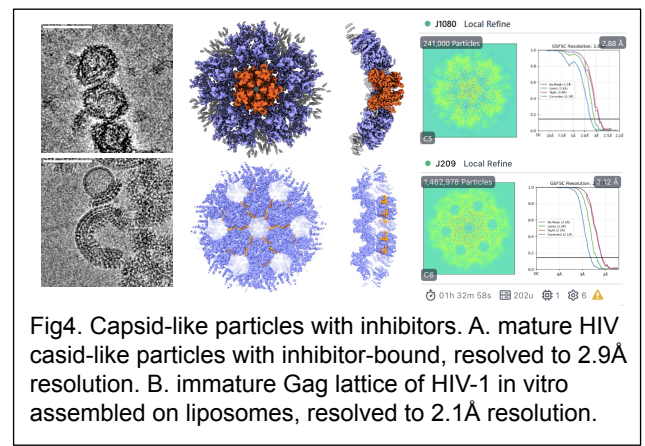 J1080 Local Refine
241,000 Particles
2.88 Å
C5
J209 Local Refine
1,462,978 Particles
GSFSC Resolution: 2.12 Å
C6
01h 32m 58s 202u 1 6
Fig4. Capsid-like particles with inhibitors. A. mature HIV
casid-like particles with inhibitor-bound, resolved to 2.9Å
resolution. B. immature Gag lattice of HIV-1 in vitro
assembled on liposomes, resolved to 2.1Å resolution.